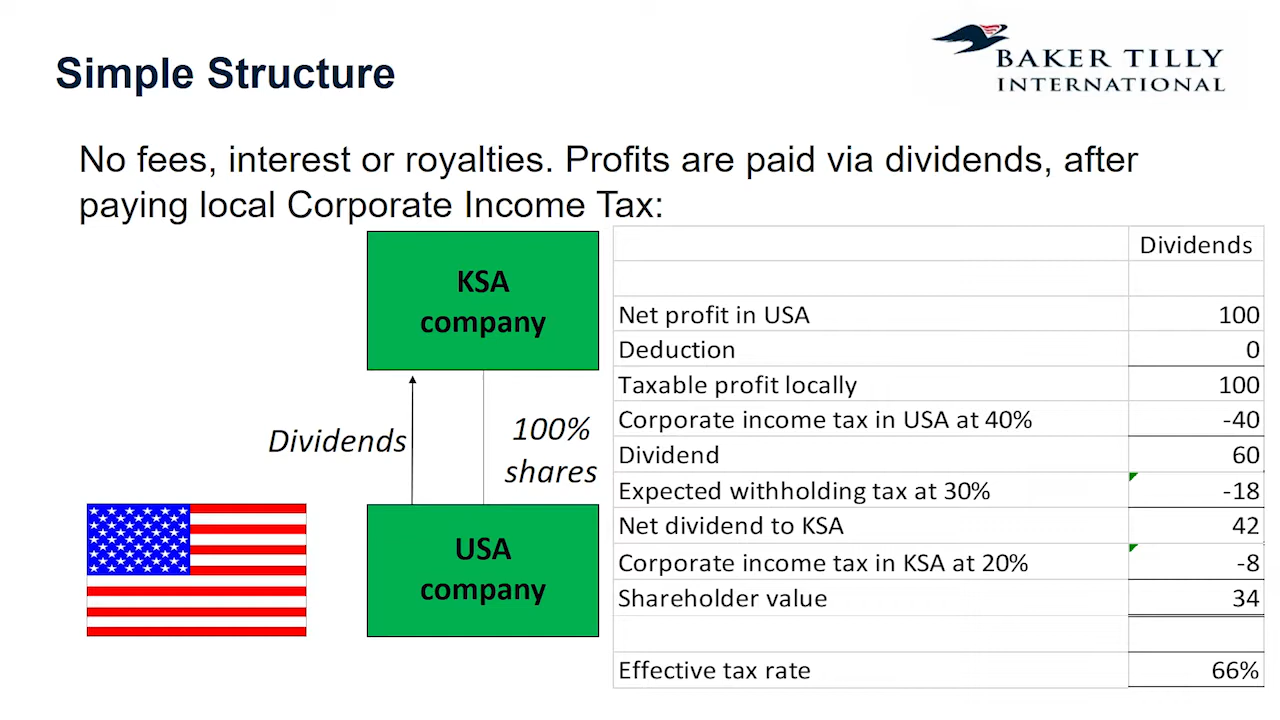 Simple Structure
BAKER TILLY
INTERNATIONAL
No fees, interest or royalties. Profits are paid via dividends, after
paying local Corporate Income Tax:
KSA
company
Dividends
100%
shares
USA
company
Dividends
Net profit in USA 100
Deduction 0
Taxable profit locally 100
Corporate income tax in USA at 40% -40
Dividend 60
Expected withholding tax at 30% -18
Net dividend to KSA 42
Corporate income tax in KSA at 20% -8
Shareholder value 34
Effective tax rate 66%